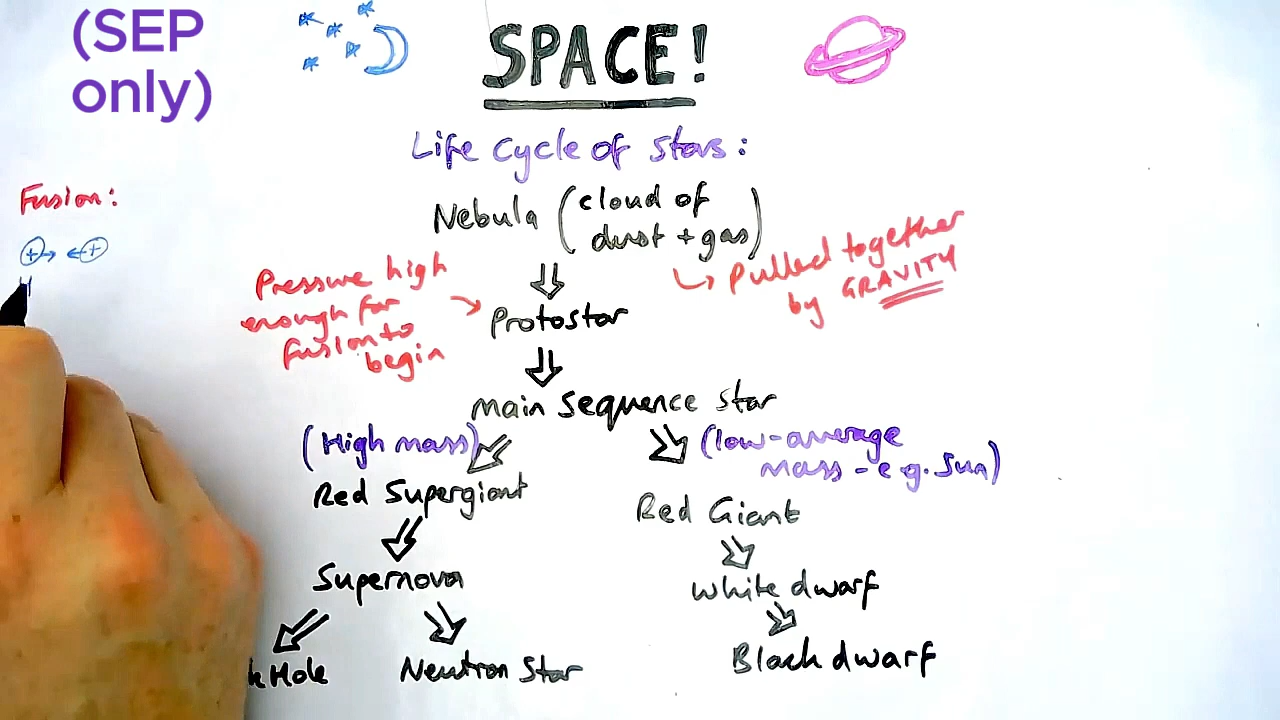 (SEP
only)
SPACE!
Life Cycle of stars:
Fusion:
+ +
H
Nebula (cloud of
dust + gas)
Pulled together
by GRAVITY
Pressure high
enough for
fusion to
begin
Protostar
Main Sequence Star
(High mass)
(low-average
mass - e.g. Sun)
Red Supergiant
Red Giant
Supernova
White dwarf
k Hole
Neutron Star
Black dwarf